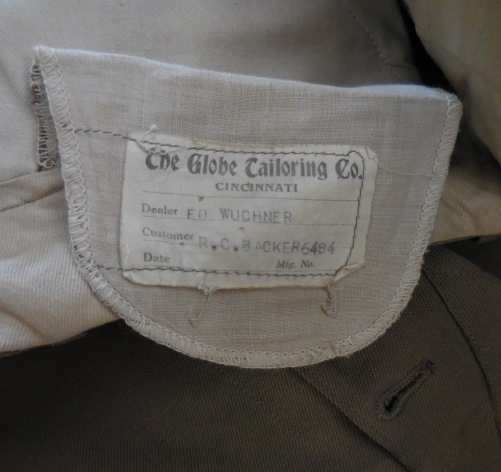 The Globe Tailoring Co.
CINCINNATI
Dealer ED WUCHNER
Customer R.C.BACKER6484
Date Mfg. No.